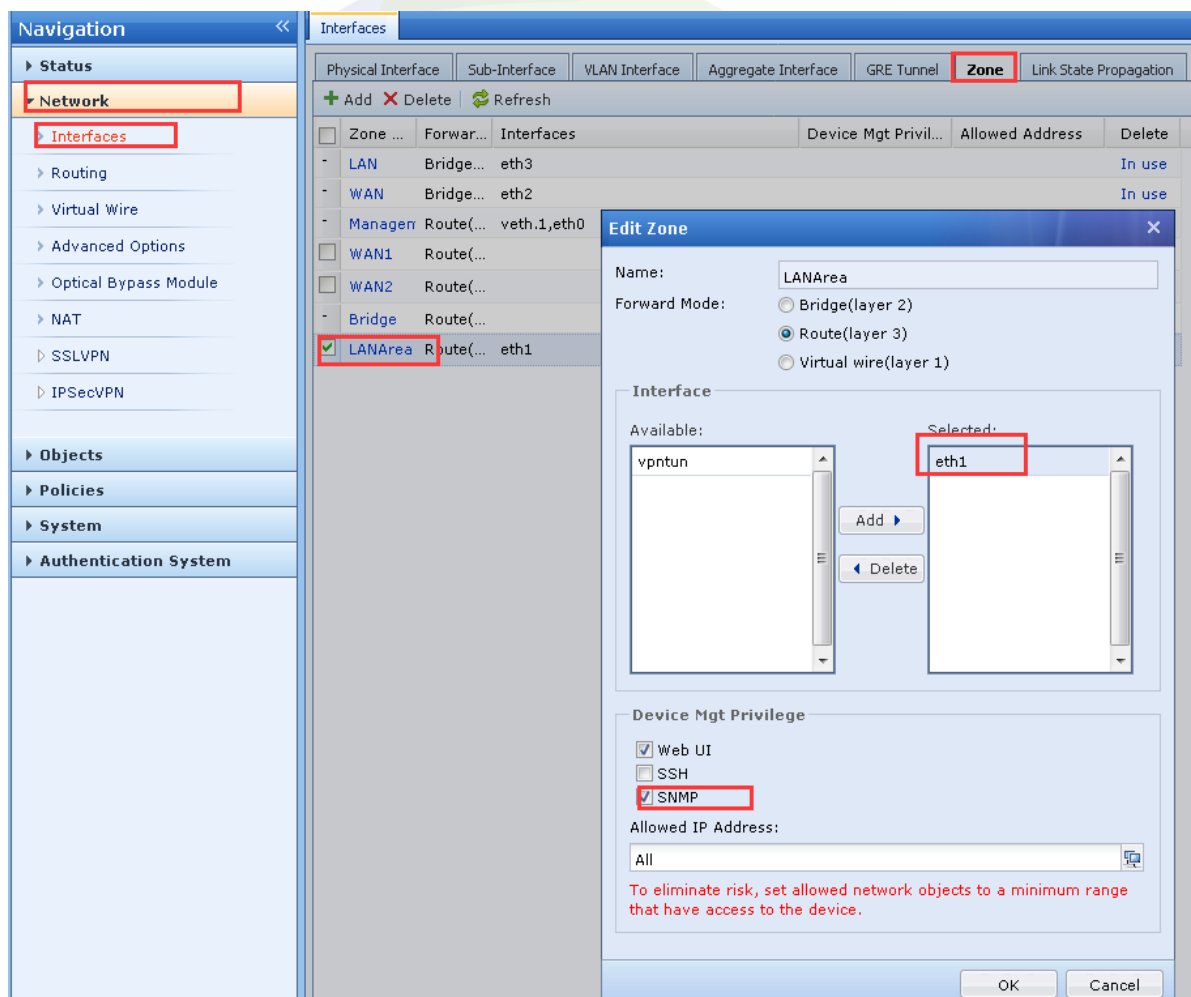 Navigation
Status
Network
Interfaces
Routing
Virtual Wire
Advanced Options
Optical Bypass Module
NAT
SSLVPN
IPSecVPN
Objects
Policies
System
Authentication System
Interfaces
Physical Interface Sub-Interface VLAN Interface Aggregate Interface GRE Tunnel Zone Link State Propagation
Add Delete Refresh
Zone ... Forwar... Interfaces Device Mgt Privil... Allowed Address Delete
LAN Bridge... eth3 In use
WAN Bridge... eth2 In use
Managem Route(... veth.1,eth0
WAN1 Route(...
WAN2 Route(...
Bridge Route(...
LANArea Route(... eth1
Edit Zone
Name: LANArea
Forward Mode: Bridge(layer 2)
Route(layer 3)
Virtual wire(layer 1)
Interface
Available: Selected:
vpntun eth1
Add
Delete
Device Mgt Privilege
Web UI
SSH
SNMP
Allowed IP Address:
All
To eliminate risk, set allowed network objects to a minimum range
that have access to the device.
OK Cancel